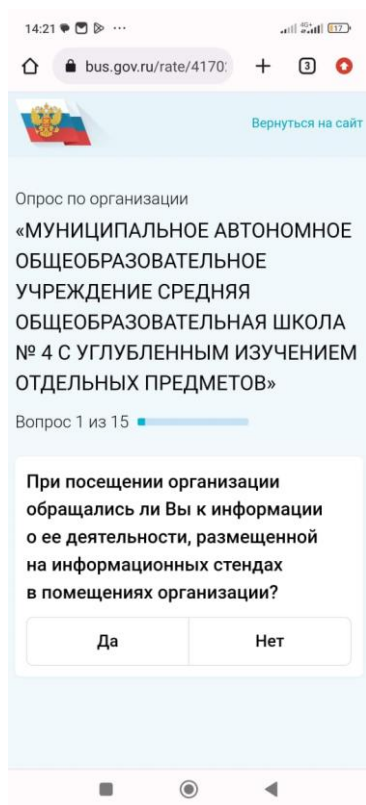 14:21
4G+
17
bus.gov.ru/rate/4170
3
Вернуться на сайт
Опрос по организации
«МУНИЦИПАЛЬНОЕ АВТОНОМНОЕ
ОБЩЕОБРАЗОВАТЕЛЬНОЕ
УЧРЕЖДЕНИЕ СРЕДНЯЯ
ОБЩЕОБРАЗОВАТЕЛЬНАЯ ШКОЛА
№ 4 С УГЛУБЛЕННЫМ ИЗУЧЕНИЕМ
ОТДЕЛЬНЫХ ПРЕДМЕТОВ»
Вопрос 1 из 15
При посещении организации
обращались ли Вы к информации
о ее деятельности, размещенной
на информационных стендах
в помещениях организации?
Да Нет